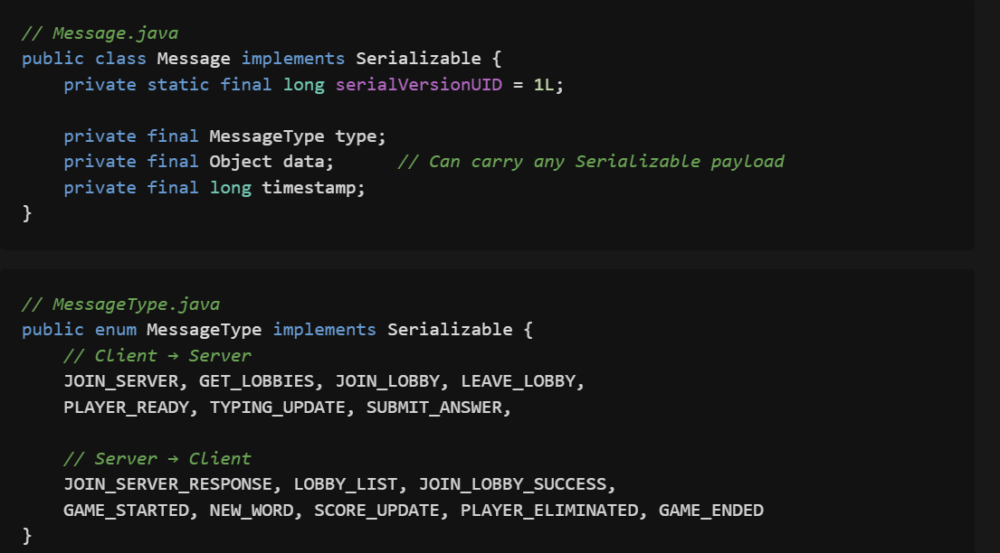 // Message.java
public class Message implements Serializable {
    private static final long serialVersionUID = 1L;

    private final MessageType type;
    private final Object data;      // Can carry any Serializable payload
    private final long timestamp;
}

// MessageType.java
public enum MessageType implements Serializable {
    // Client → Server
    JOIN_SERVER, GET_LOBBIES, JOIN_LOBBY, LEAVE_LOBBY,
    PLAYER_READY, TYPING_UPDATE, SUBMIT_ANSWER,

    // Server → Client
    JOIN_SERVER_RESPONSE, LOBBY_LIST, JOIN_LOBBY_SUCCESS,
    GAME_STARTED, NEW_WORD, SCORE_UPDATE, PLAYER_ELIMINATED, GAME_ENDED
}